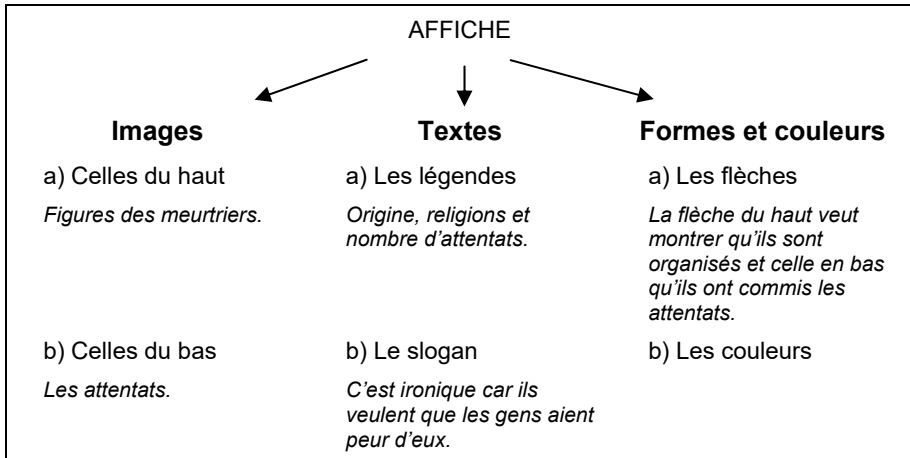 AFFICHE
Images
a) Celles du haut
Figures des meurtriers.
b) Celles du bas
Les attentats.
Textes
a) Les légendes
Origine, religions et
nombre d’attentats.
b) Le slogan
C’est ironique car ils
veulent que les gens aient
peur d’eux.
Formes et couleurs
a) Les flèches
La flèche du haut veut
montrer qu’ils sont
organisés et celle en bas
qu’ils ont commis les
attentats.
b) Les couleurs